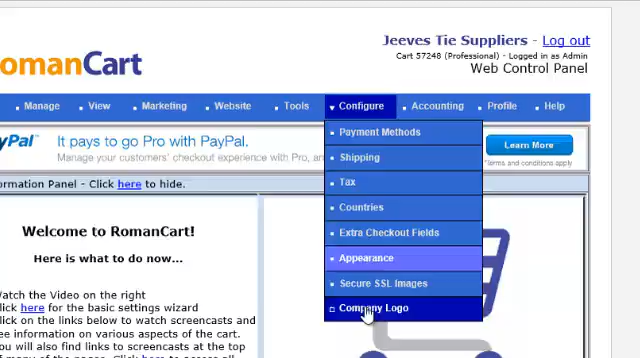 Jeeves Tie Suppliers - Log out
Cart 57248 (Professional) - Logged in as Admin
Web Control Panel
omanCart
Manage View Marketing Website Tools Configure Accounting Profile Help
Payment Methods
Shipping
Tax
Countries
Extra Checkout Fields
Appearance
Secure SSL Images
Company Logo
yPal™ It pays to go Pro with PayPal.
Manage your customers' checkout experience with Pro, an
Learn More
*Terms and conditions apply
ormation Panel - Click here to hide.
Welcome to RomanCart!
Here is what to do now...
Watch the Video on the right
lick here for the basic settings wizard
lick on the links below to watch screencasts and
ee information on various aspects of the cart.
ou will also find links to screencasts at the top